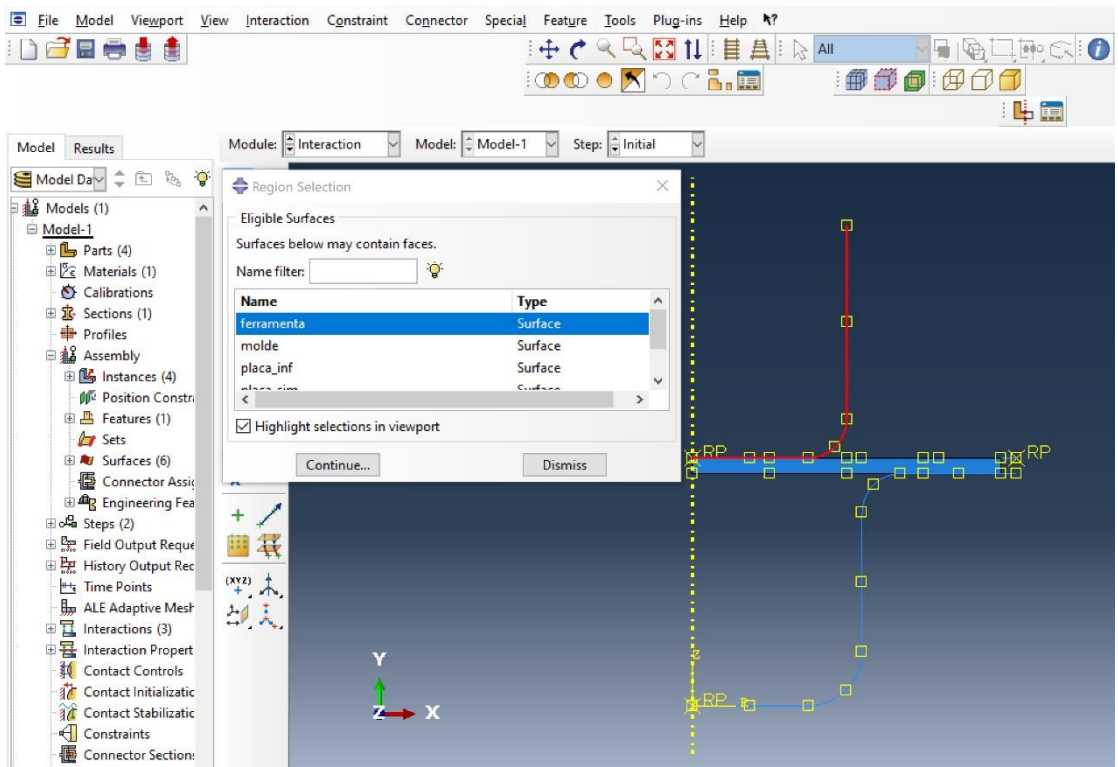 File Model Viewport View Interaction Constraint Connector Special Feature Tools Plug-ins Help
All
Model Results
Module: Interaction Model: Model-1 Step: Initial
Model Da
Models (1)
Model-1
Parts (4)
Materials (1)
Calibrations
Sections (1)
Profiles
Assembly
Instances (4)
Position Constra
Features (1)
Sets
Surfaces (6)
Connector Assig
Engineering Fea
Steps (2)
Field Output Reque
History Output Rec
Time Points
ALE Adaptive Mesh
Interactions (3)
Interaction Propert
Contact Controls
Contact Initializatic
Contact Stabilizatic
Constraints
Connector Section:
Region Selection
Eligible Surfaces
Surfaces below may contain faces.
Name filter:
Name Type
ferramenta Surface
molde Surface
placa_inf Surface
Highlight selections in viewport
Continue... Dismiss
(XYZ)
RP
RP
Z
RP R
Y
Z X